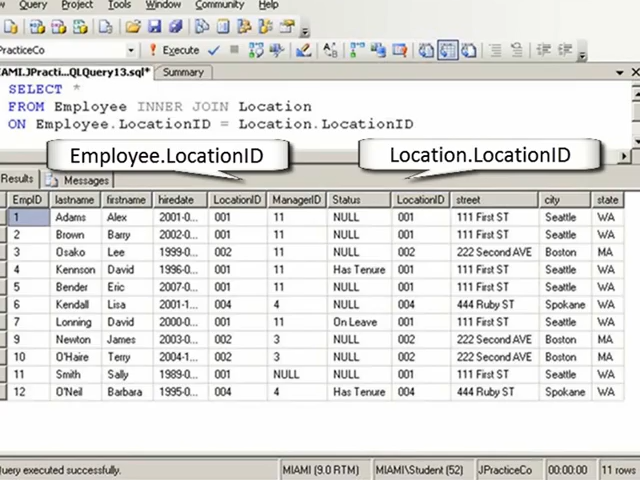 Query Project Tools Window Community Help
PracticeCo Execute
MIAMI.JPracti...QLQuery13.sql* Summary
SELECT *
FROM Employee INNER JOIN Location
ON Employee.LocationID = Location.LocationID
Employee.LocationID Location.LocationID
Results Messages
EmpID lastname firstname hiredate LocationID ManagerID Status LocationID street city state
1 Adams Alex 2001-0... 001 11 NULL 001 111 First ST Seattle WA
2 Brown Barry 2002-0... 001 11 NULL 001 111 First ST Seattle WA
3 Osako Lee 1999-0... 002 11 NULL 002 222 Second AVE Boston MA
4 Kennson David 1996-0... 001 11 Has Tenure 001 111 First ST Seattle WA
5 Bender Eric 2007-0... 001 11 NULL 001 111 First ST Seattle WA
6 Kendall Lisa 2001-1... 004 4 NULL 004 444 Ruby ST Spokane WA
7 Lonning David 2000-0... 001 11 On Leave 001 111 First ST Seattle WA
9 Newton James 2003-0... 002 3 NULL 002 222 Second AVE Boston MA
10 O'Haire Terry 2004-1... 002 3 NULL 002 222 Second AVE Boston MA
11 Smith Sally 1989-0... 001 NULL NULL 001 111 First ST Seattle WA
12 O'Neil Barbara 1995-0... 004 4 Has Tenure 004 444 Ruby ST Spokane WA
uery executed successfully. MIAMI (9.0 RTM) MIAMI\Student (52) JPracticeCo 00:00:00 11 rows